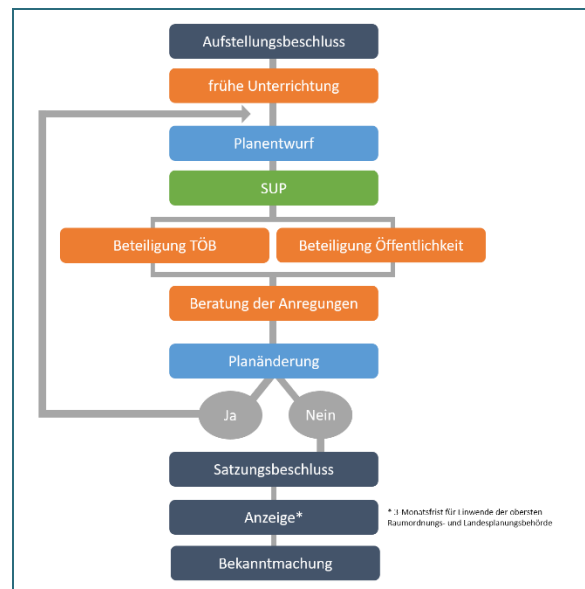 Aufstellungsbeschluss
frühe Unterrichtung
Planentwurf
SUP
Beteiligung TÖB
Beteiligung Öffentlichkeit
Beratung der Anregungen
Planänderung
Ja
Nein
Satzungsbeschluss
Anzeige*
* 3 Monatsfrist für Einwende der obersten
Raumordnungs- und Landesplanungsbehörde
Bekanntmachung